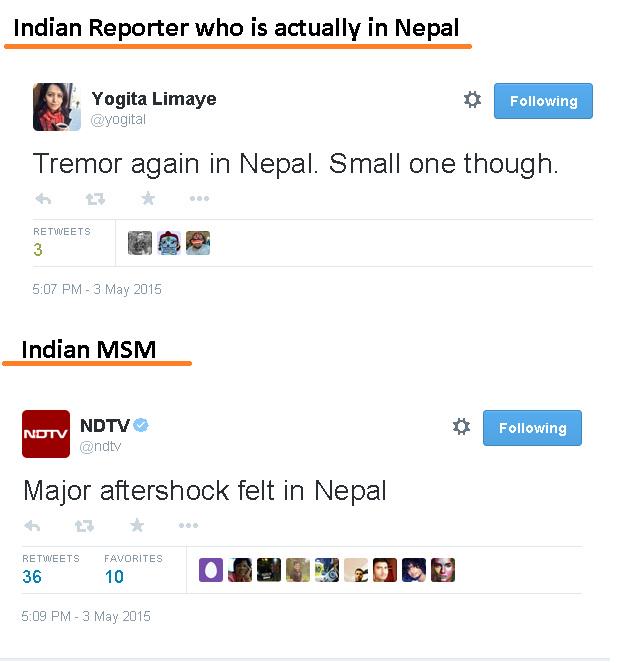 Indian Reporter who is actually in Nepal
Yogita Limaye
@yogital
Following
Tremor again in Nepal. Small one though.
RETWEETS
3
5:07 PM - 3 May 2015
Indian MSM
NDTV
NDTV
@ndtv
Following
Major aftershock felt in Nepal
RETWEETS FAVORITES
36 10
5:09 PM - 3 May 2015